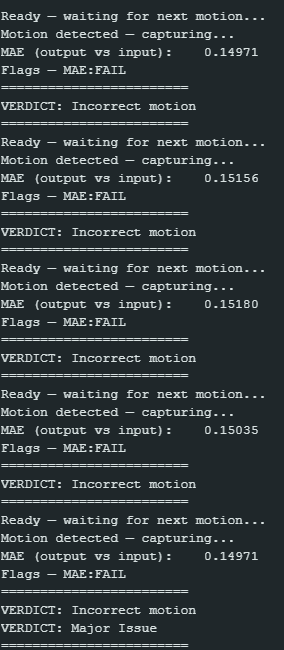 Ready — waiting for next motion...
Motion detected — capturing...
MAE (output vs input):    0.14971
Flags — MAE:FAIL
========================
VERDICT: Incorrect motion
========================
Ready — waiting for next motion...
Motion detected — capturing...
MAE (output vs input):    0.15156
Flags — MAE:FAIL
========================
VERDICT: Incorrect motion
========================
Ready — waiting for next motion...
Motion detected — capturing...
MAE (output vs input):    0.15180
Flags — MAE:FAIL
========================
VERDICT: Incorrect motion
========================
Ready — waiting for next motion...
Motion detected — capturing...
MAE (output vs input):    0.15035
Flags — MAE:FAIL
========================
VERDICT: Incorrect motion
========================
Ready — waiting for next motion...
Motion detected — capturing...
MAE (output vs input):    0.14971
Flags — MAE:FAIL
========================
VERDICT: Incorrect motion
VERDICT: Major Issue
========================